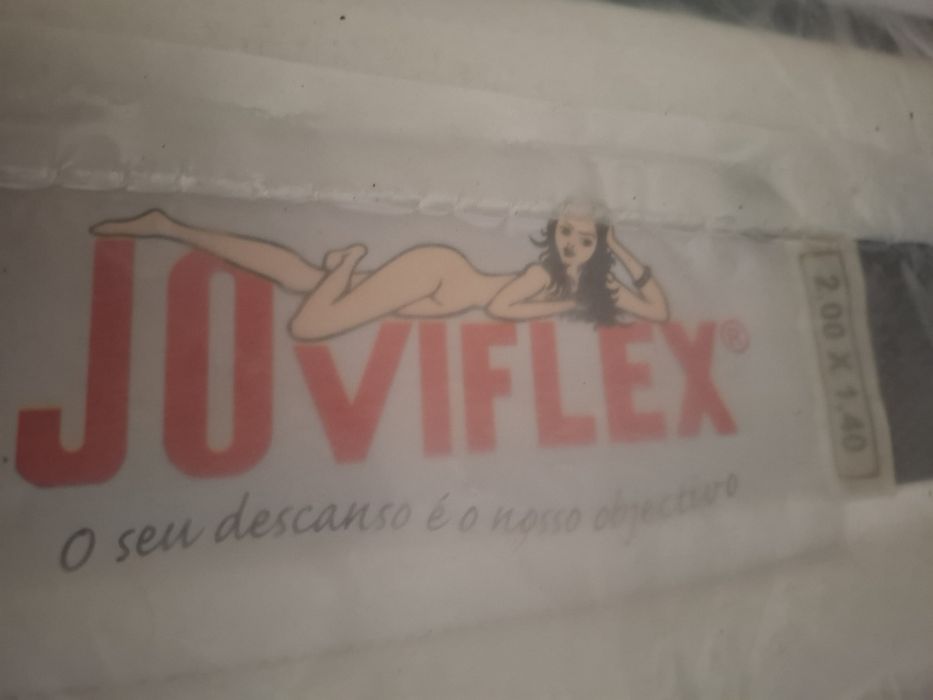 JOVIFLEX®
O seu descanso é o nosso objectivo
2.00 X 1.40